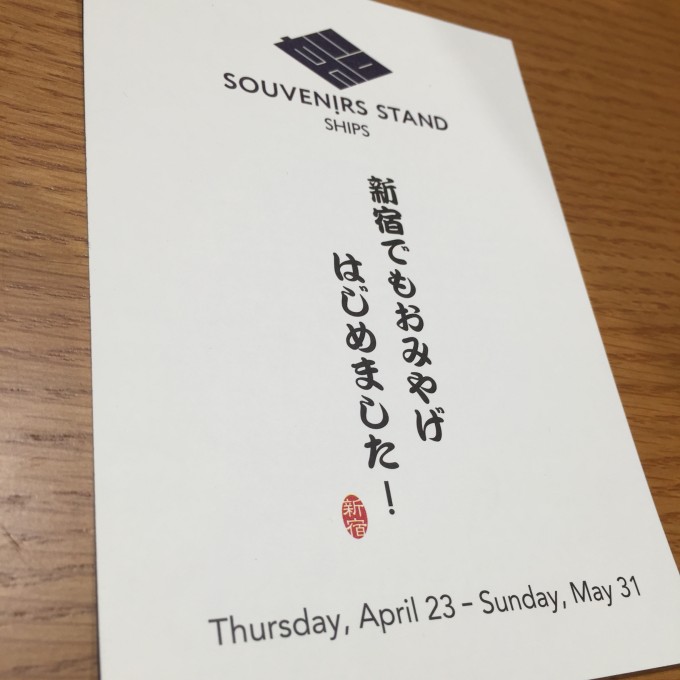 SOUVENIRS STAND
SHIPS
新宿でもおみやげ
はじめました！
新宿
Thursday, April 23 – Sunday, May 31